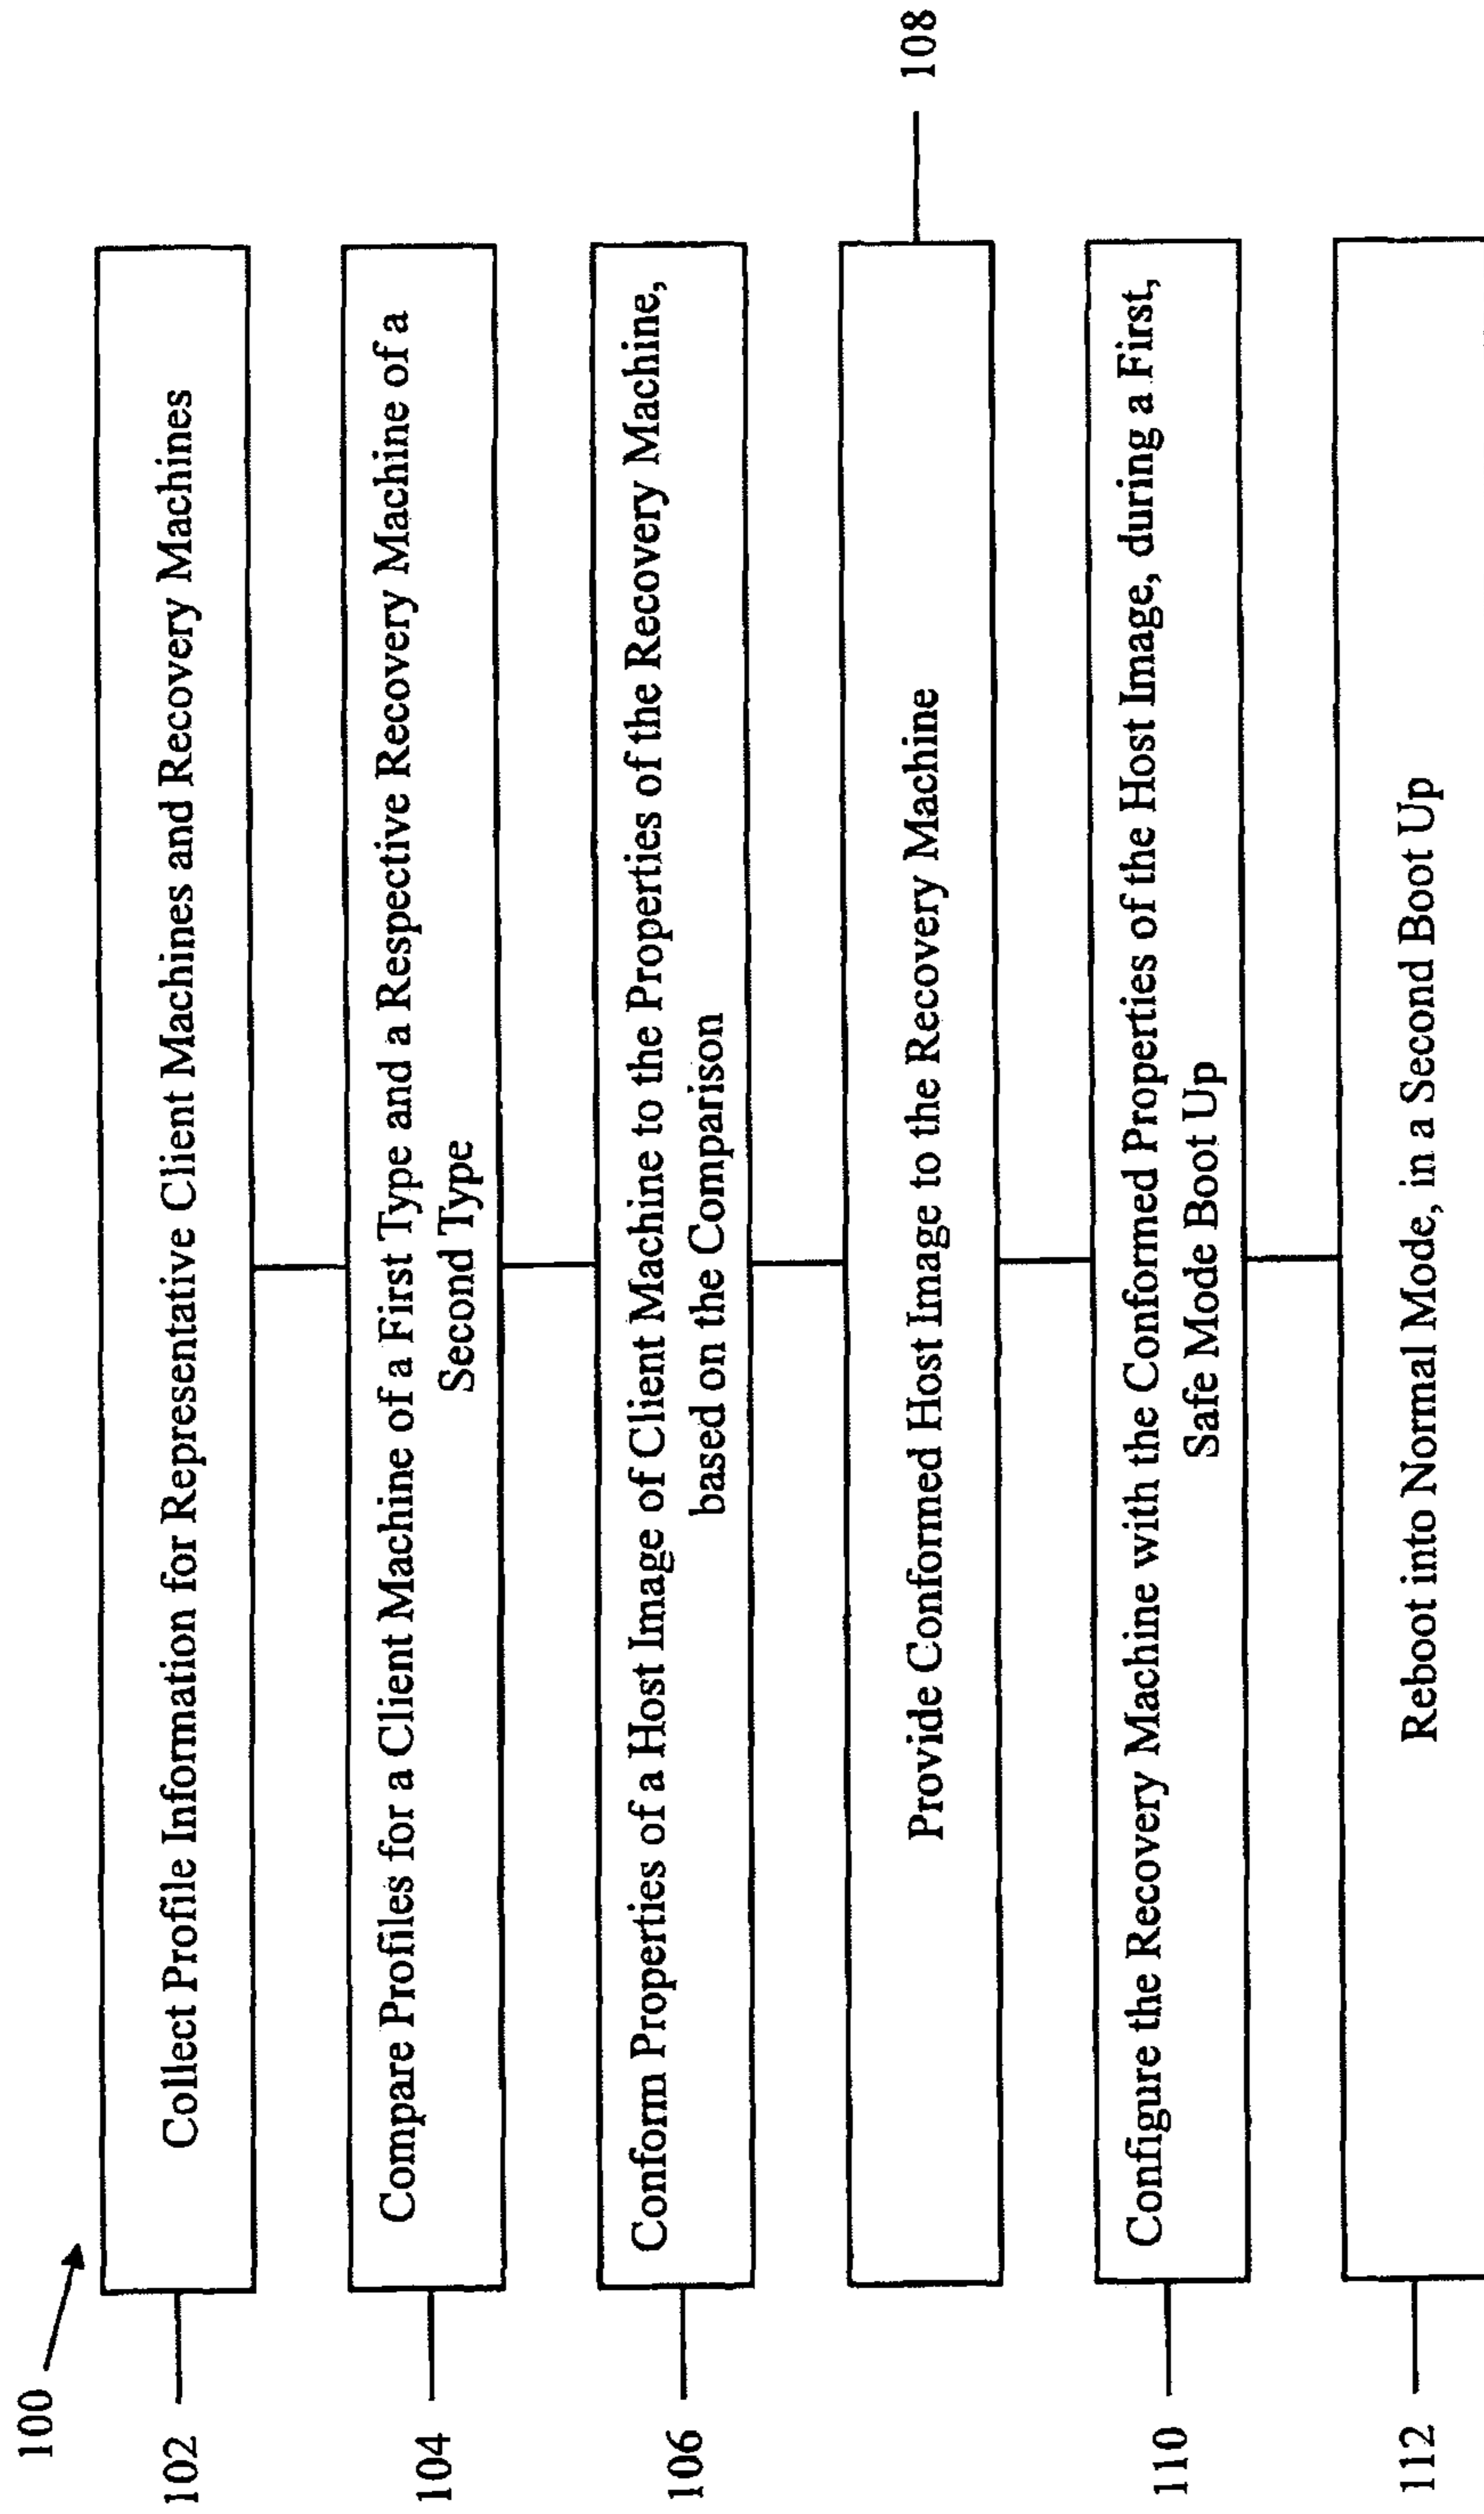 100
102
Collect Profile Information for Representative Client Machines and Recovery Machines
104
Compare Profiles for a Client Machine of a First Type and a Respective Recovery Machine of a
Second Type
106
Conform Properties of a Host Image of Client Machine to the Properties of the Recovery Machine,
based on the Comparison
Provide Conformed Host Image to the Recovery Machine
108
110
Configure the Recovery Machine with the Conformed Properties of the Host Image, during a First,
Safe Mode Boot Up
112
Reboot into Normal Mode, in a Second Boot Up